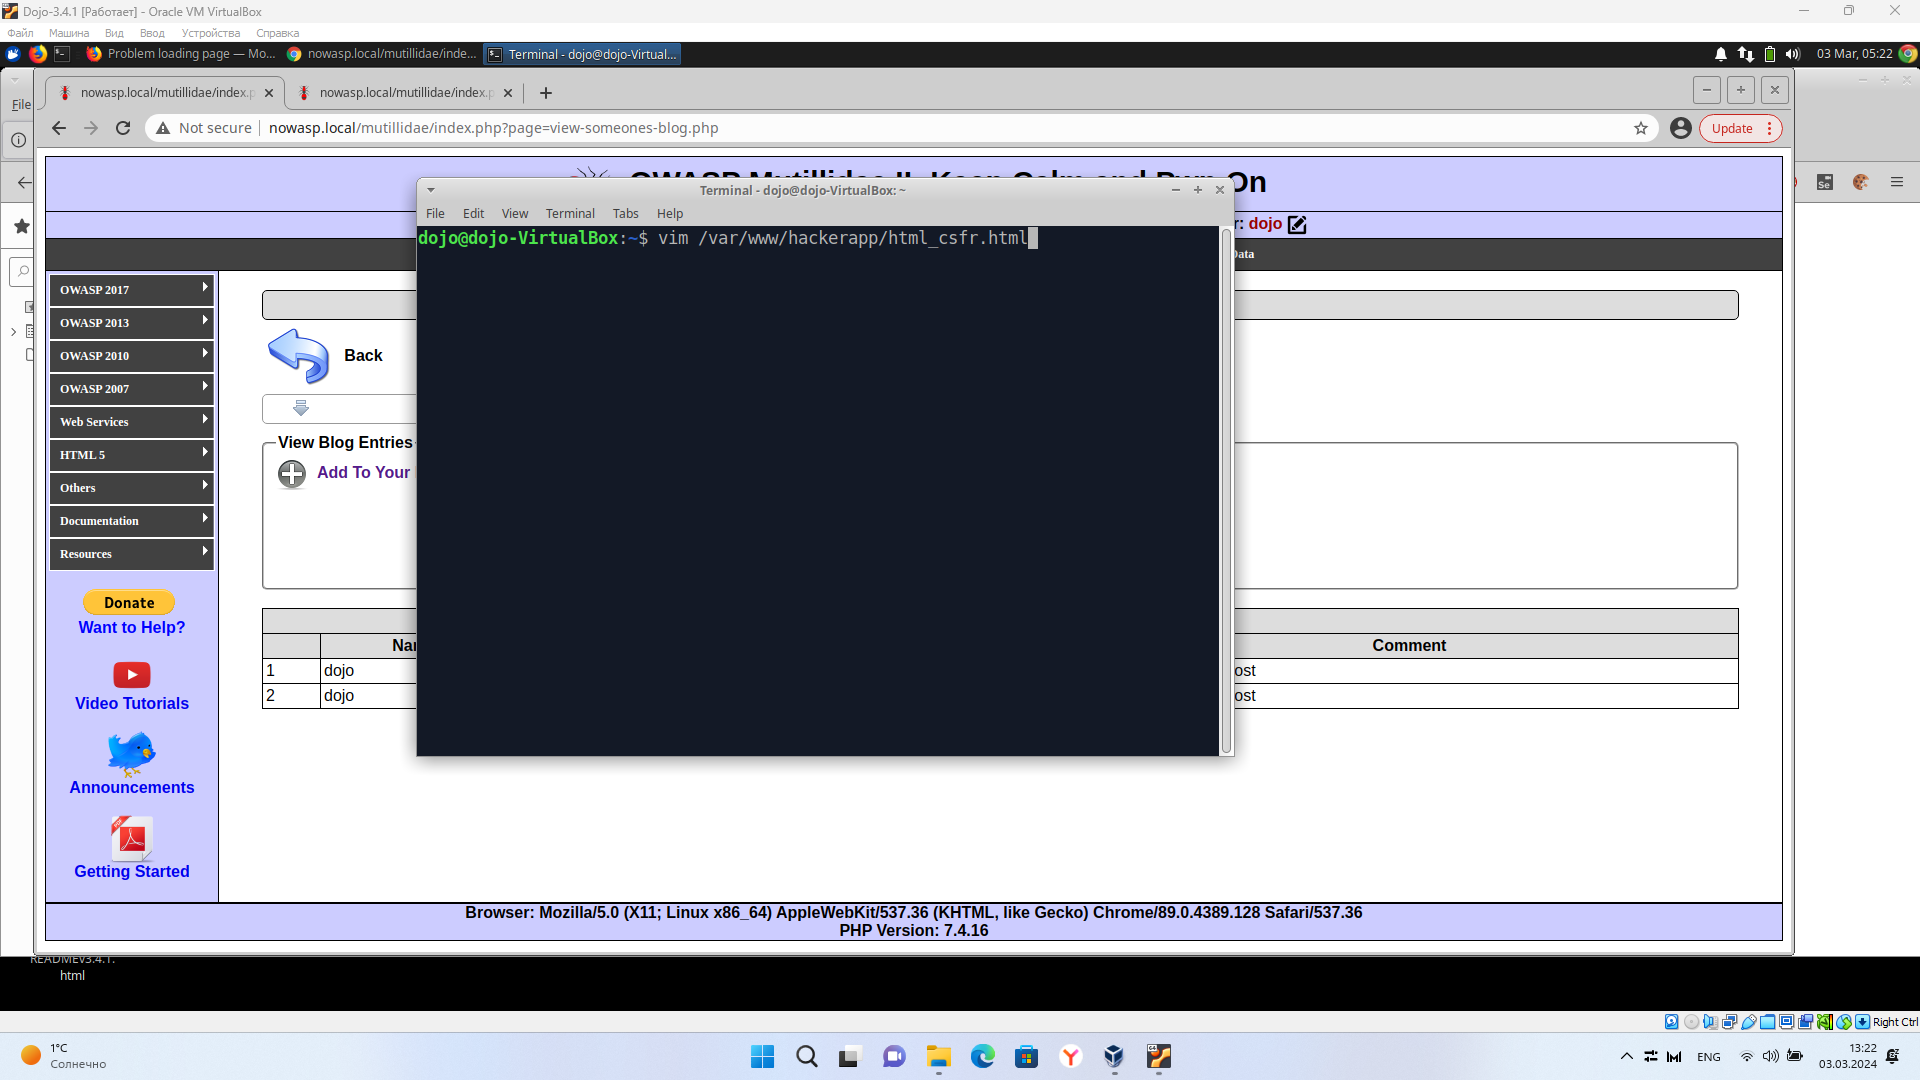 Dojo-3.4.1 [Работает] - Oracle VM VirtualBox
Файл Машина Вид Ввод Устройства Справка
Problem loading page — Mo...
nowasp.local/mutillidae/inde...
Terminal - dojo@dojo-Virtual...
03 Mar, 05:22
nowasp.local/mutillidae/index.p
nowasp.local/mutillidae/index.p
File
Not secure nowasp.local/mutillidae/index.php?page=view-someones-blog.php
Update
On
Terminal - dojo@dojo-VirtualBox: ~
File Edit View Terminal Tabs Help
dojo@dojo-VirtualBox:~$ vim /var/www/hackerapp/html_csfr.html
r: dojo
Data
OWASP 2017
OWASP 2013
OWASP 2010
OWASP 2007
Web Services
HTML 5
Others
Documentation
Resources
Donate
Want to Help?
Video Tutorials
Announcements
Getting Started
Back
View Blog Entries
Add To Your
Nar
Comment
1 dojo ost
2 dojo ost
Browser: Mozilla/5.0 (X11; Linux x86_64) AppleWebKit/537.36 (KHTML, like Gecko) Chrome/89.0.4389.128 Safari/537.36
PHP Version: 7.4.16
READMEv3.4.1.
html
Right Ctrl
1°C
Солнечно
ENG
13:22
03.03.2024